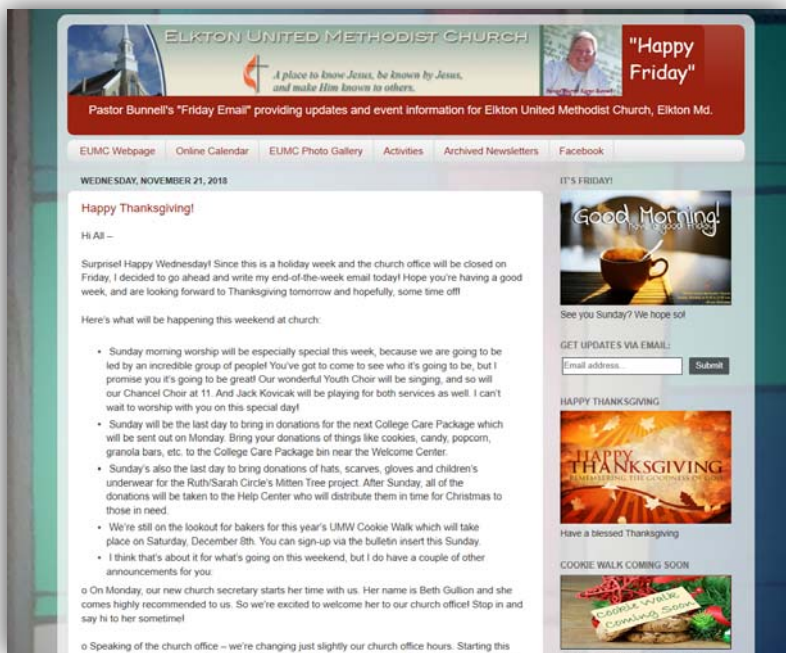 ELKTON UNITED METHODIST CHURCH
A place to know Jesus, be known by Jesus,
and make Him known to others.
"Happy
Friday"
Pastor Bunnell's "Friday Email" providing updates and event information for Elkton United Methodist Church, Elkton Md.
EUMC Webpage Online Calendar EUMC Photo Gallery Activities Archived Newsletters Facebook
WEDNESDAY, NOVEMBER 21, 2018
Happy Thanksgiving!
Hi All –
Surprise! Happy Wednesday! Since this is a holiday week and the church office will be closed on
Friday, I decided to go ahead and write my end-of-the-week email today! Hope you're having a good
week, and are looking forward to Thanksgiving tomorrow and hopefully, some time off!
Here's what will be happening this weekend at church:
• Sunday morning worship will be especially special this week, because we are going to be
led by an incredible group of people! You've got to come to see who it's going to be, but I
promise you it's going to be great! Our wonderful Youth Choir will be singing, and so will
our Chancel Choir at 11. And Jack Kovicak will be playing for both services as well. I can't
wait to worship with you on this special day!
• Sunday will be the last day to bring in donations for the next College Care Package which
will be sent out on Monday. Bring your donations of things like cookies, candy, popcorn,
granola bars, etc. to the College Care Package bin near the Welcome Center.
• Sunday's also the last day to bring donations of hats, scarves, gloves and children's
underwear for the Ruth/Sarah Circle's Mitten Tree project. After Sunday, all of the
donations will be taken to the Help Center who will distribute them in time for Christmas to
those in need.
• We're still on the lookout for bakers for this year's UMW Cookie Walk which will take
place on Saturday, December 8th. You can sign-up via the bulletin insert this Sunday.
• I think that's about it for what's going on this weekend, but I do have a couple of other
announcements for you:
o On Monday, our new church secretary starts her time with us. Her name is Beth Gullion and she
comes highly recommended to us. So we're excited to welcome her to our church office! Stop in and
say hi to her sometime!
o Speaking of the church office – we're changing just slightly our church office hours. Starting this
IT'S FRIDAY!
Good Morning!
have a good Friday
See you Sunday? We hope so!
GET UPDATES VIA EMAIL:
Email address... Submit
HAPPY THANKSGIVING
HAPPY
THANKSGIVING
REMEMBERING THE GOODNESS OF GOD
Have a blessed Thanksgiving
COOKIE WALK COMING SOON
Cookie Walk
Coming Soon